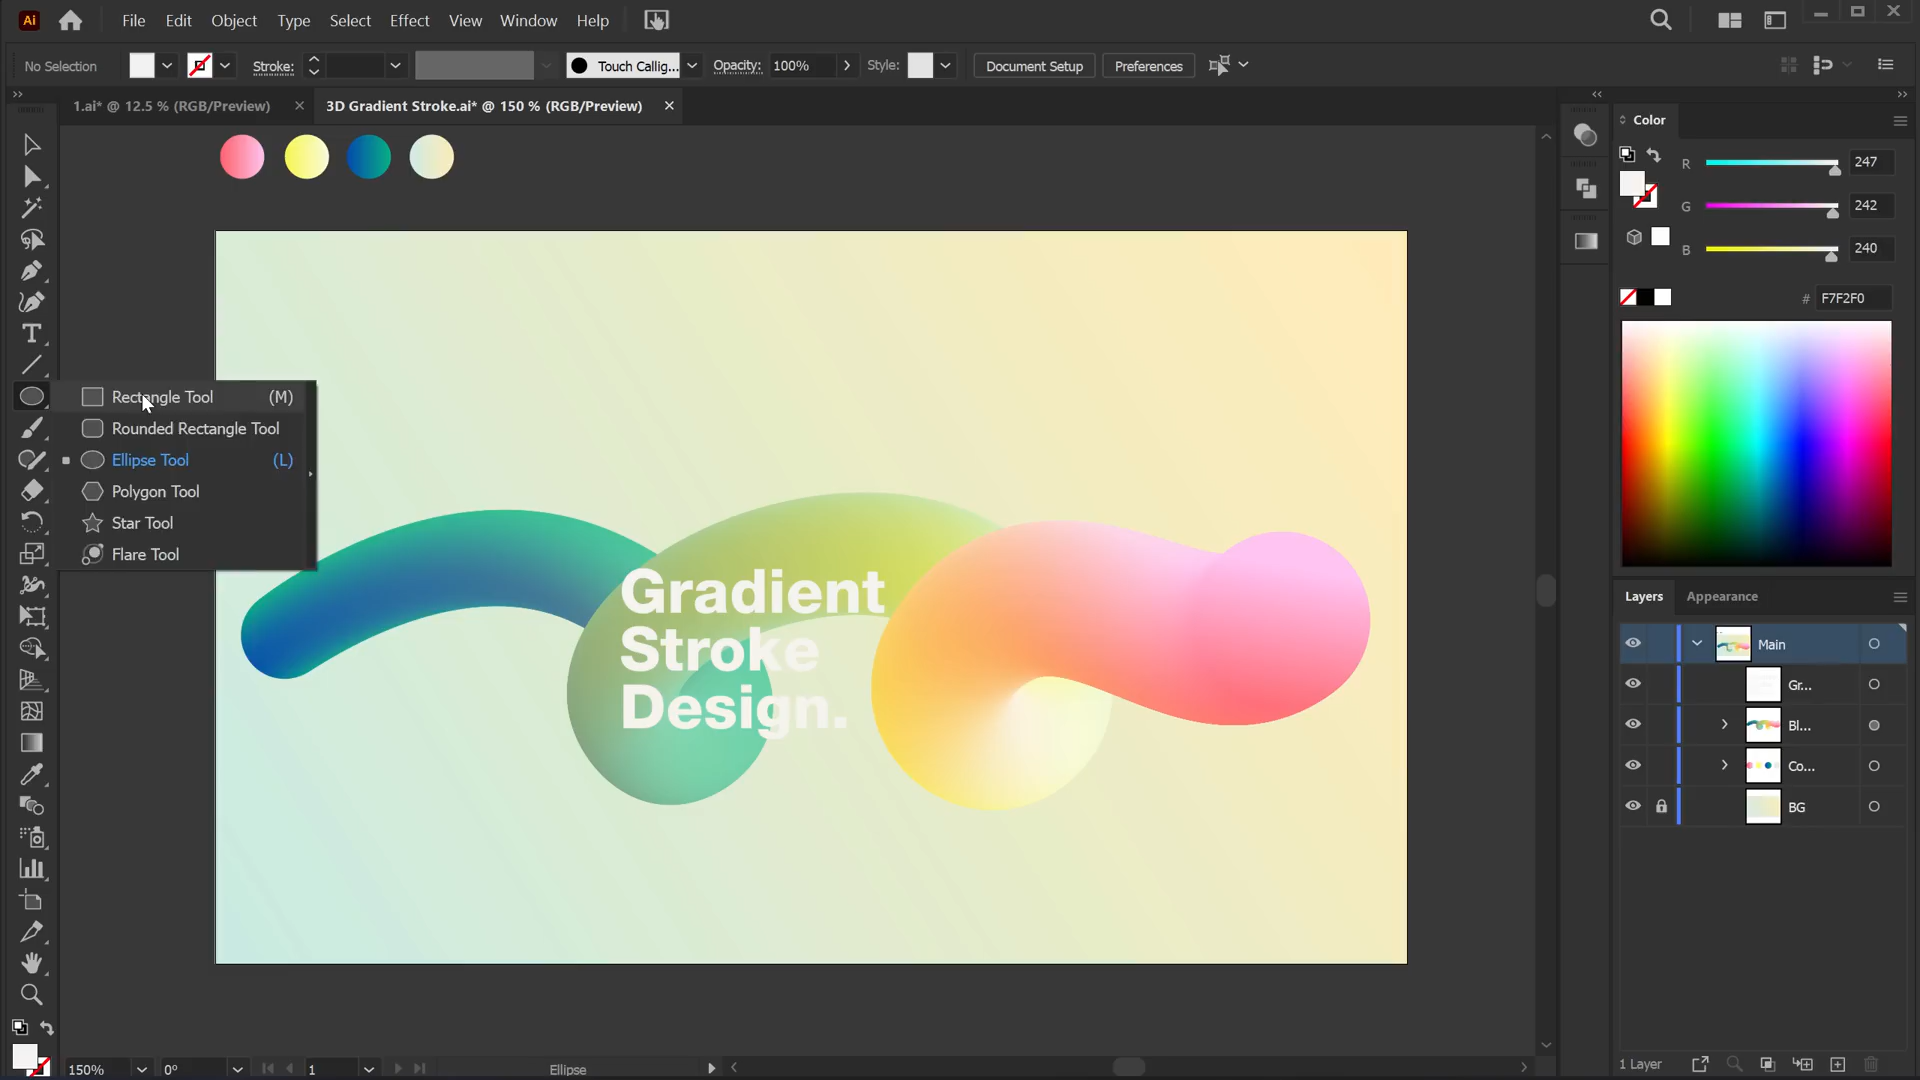 Ai File Edit Object Type Select Effect View Window Help
No Selection Stroke: Touch Callig... Opacity: 100% Style: Document Setup Preferences
1.ai* @ 12.5 % (RGB/Preview) 3D Gradient Stroke.ai* @ 150 % (RGB/Preview)
Color
R 247
G 242
B 240
# F7F2F0
Rectangle Tool (M)
Rounded Rectangle Tool
Ellipse Tool (L)
Polygon Tool
Star Tool
Flare Tool
Gradient
Stroke
Design.
Layers Appearance
Main
Gr...
Bl...
Co...
BG
1 Layer
150% 0° 1 Ellipse